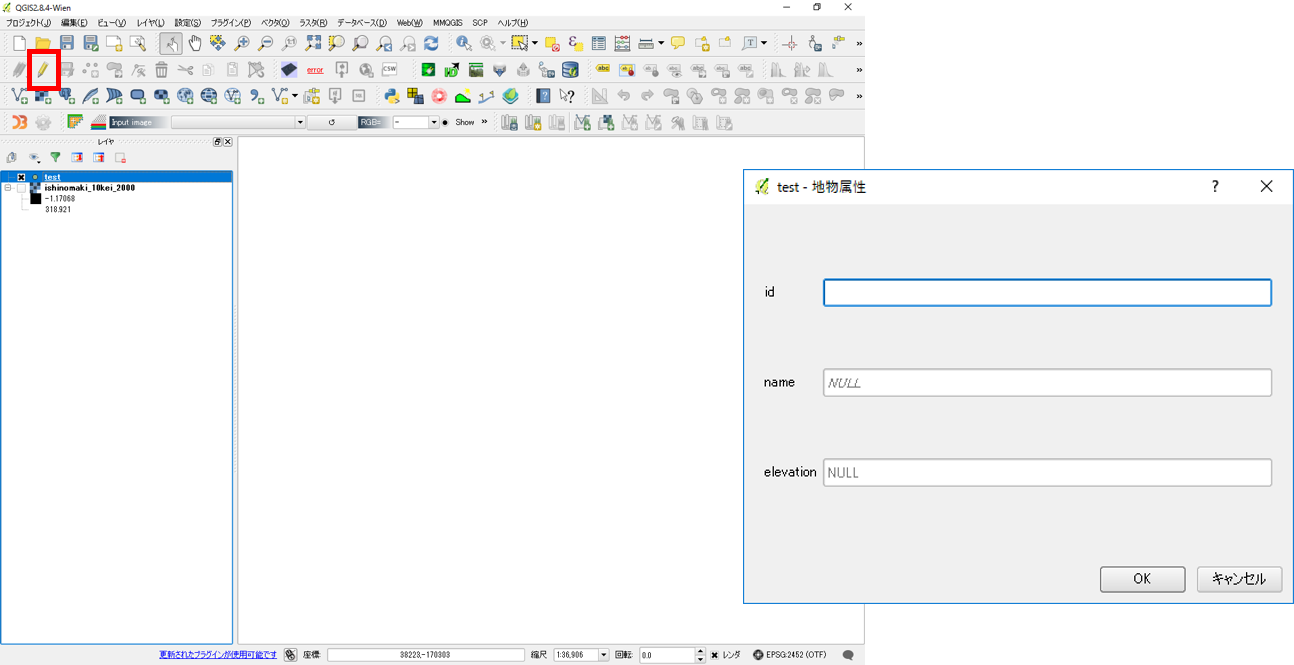 QGIS2.8.4-Wien
プロジェクト(J) 編集(E) ビュー(V) レイヤ(L) 設定(S) プラグイン(P) ベクタ(O) ラスタ(R) データベース(D) Web(W) MMQGIS SCP ヘルプ(H)
error
CSW
abc
Input image
RGB=
-
Show
レイヤ
test
ishinomaki_10kei_2000
-1.17068
318.921
test - 地物属性
id
name NULL
elevation NULL
OK キャンセル
更新されたプラグインが使用可能です 座標: 38223,-170303 縮尺 1:36,906 回転: 0.0 レンダ EPSG:2452 (OTF)